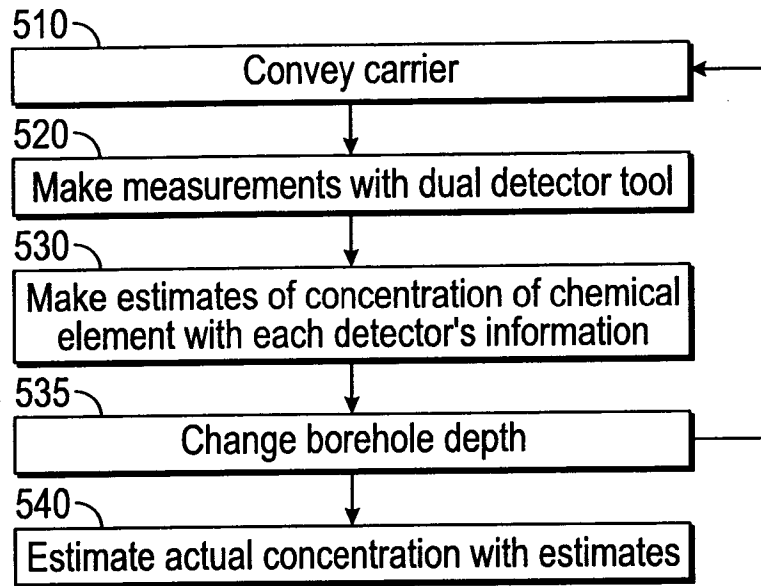 510
Convey carrier
520
Make measurements with dual detector tool
530
Make estimates of concentration of chemical
element with each detector's information
535
Change borehole depth
540
Estimate actual concentration with estimates